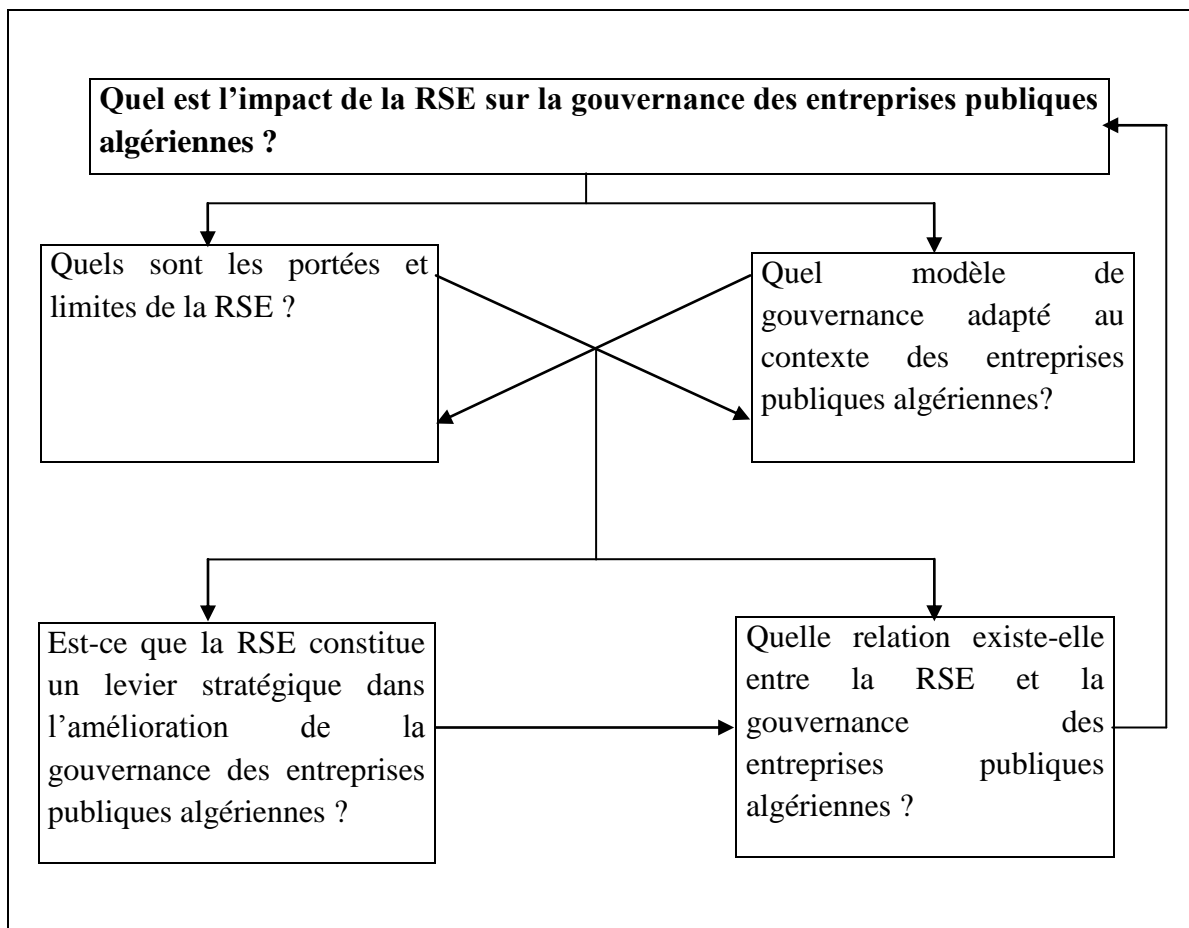 Quel est l’impact de la RSE sur la gouvernance des entreprises publiques
algériennes ?
Quels sont les portées et
limites de la RSE ?
Quel modèle de
gouvernance adapté au
contexte des entreprises
publiques algériennes?
Est-ce que la RSE constitue
un levier stratégique dans
l’amélioration de la
gouvernance des entreprises
publiques algériennes ?
Quelle relation existe-elle
entre la RSE et la
gouvernance des
entreprises publiques
algériennes ?